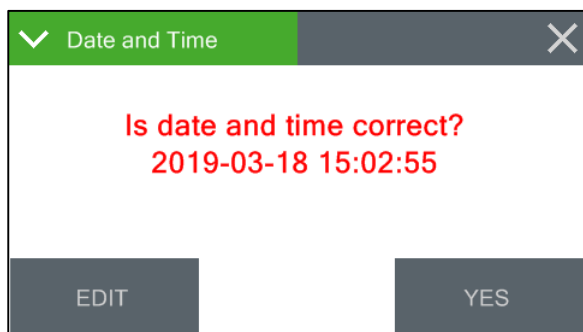 Date and Time
Is date and time correct?
2019-03-18 15:02:55
EDIT
YES